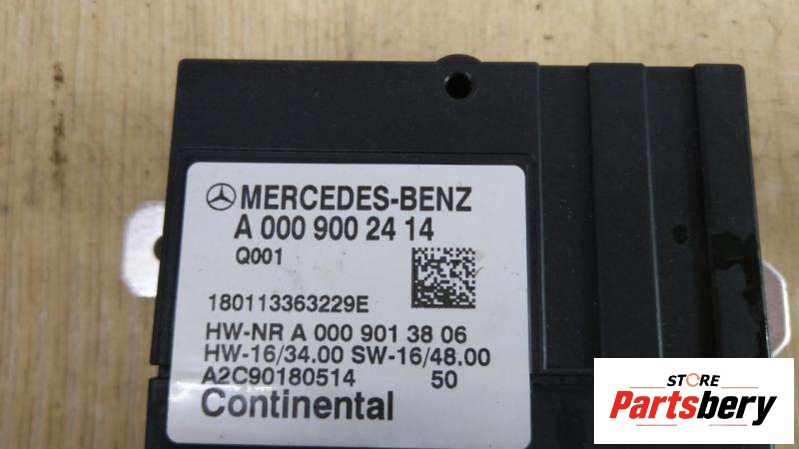 MERCEDES-BENZ
A 000 900 24 14
Q001
180113363229E
HW-NR A 000 901 38 06
HW-16/34.00 SW-16/48.00
A2C90180514 50
Continental
STORE
Partsbery